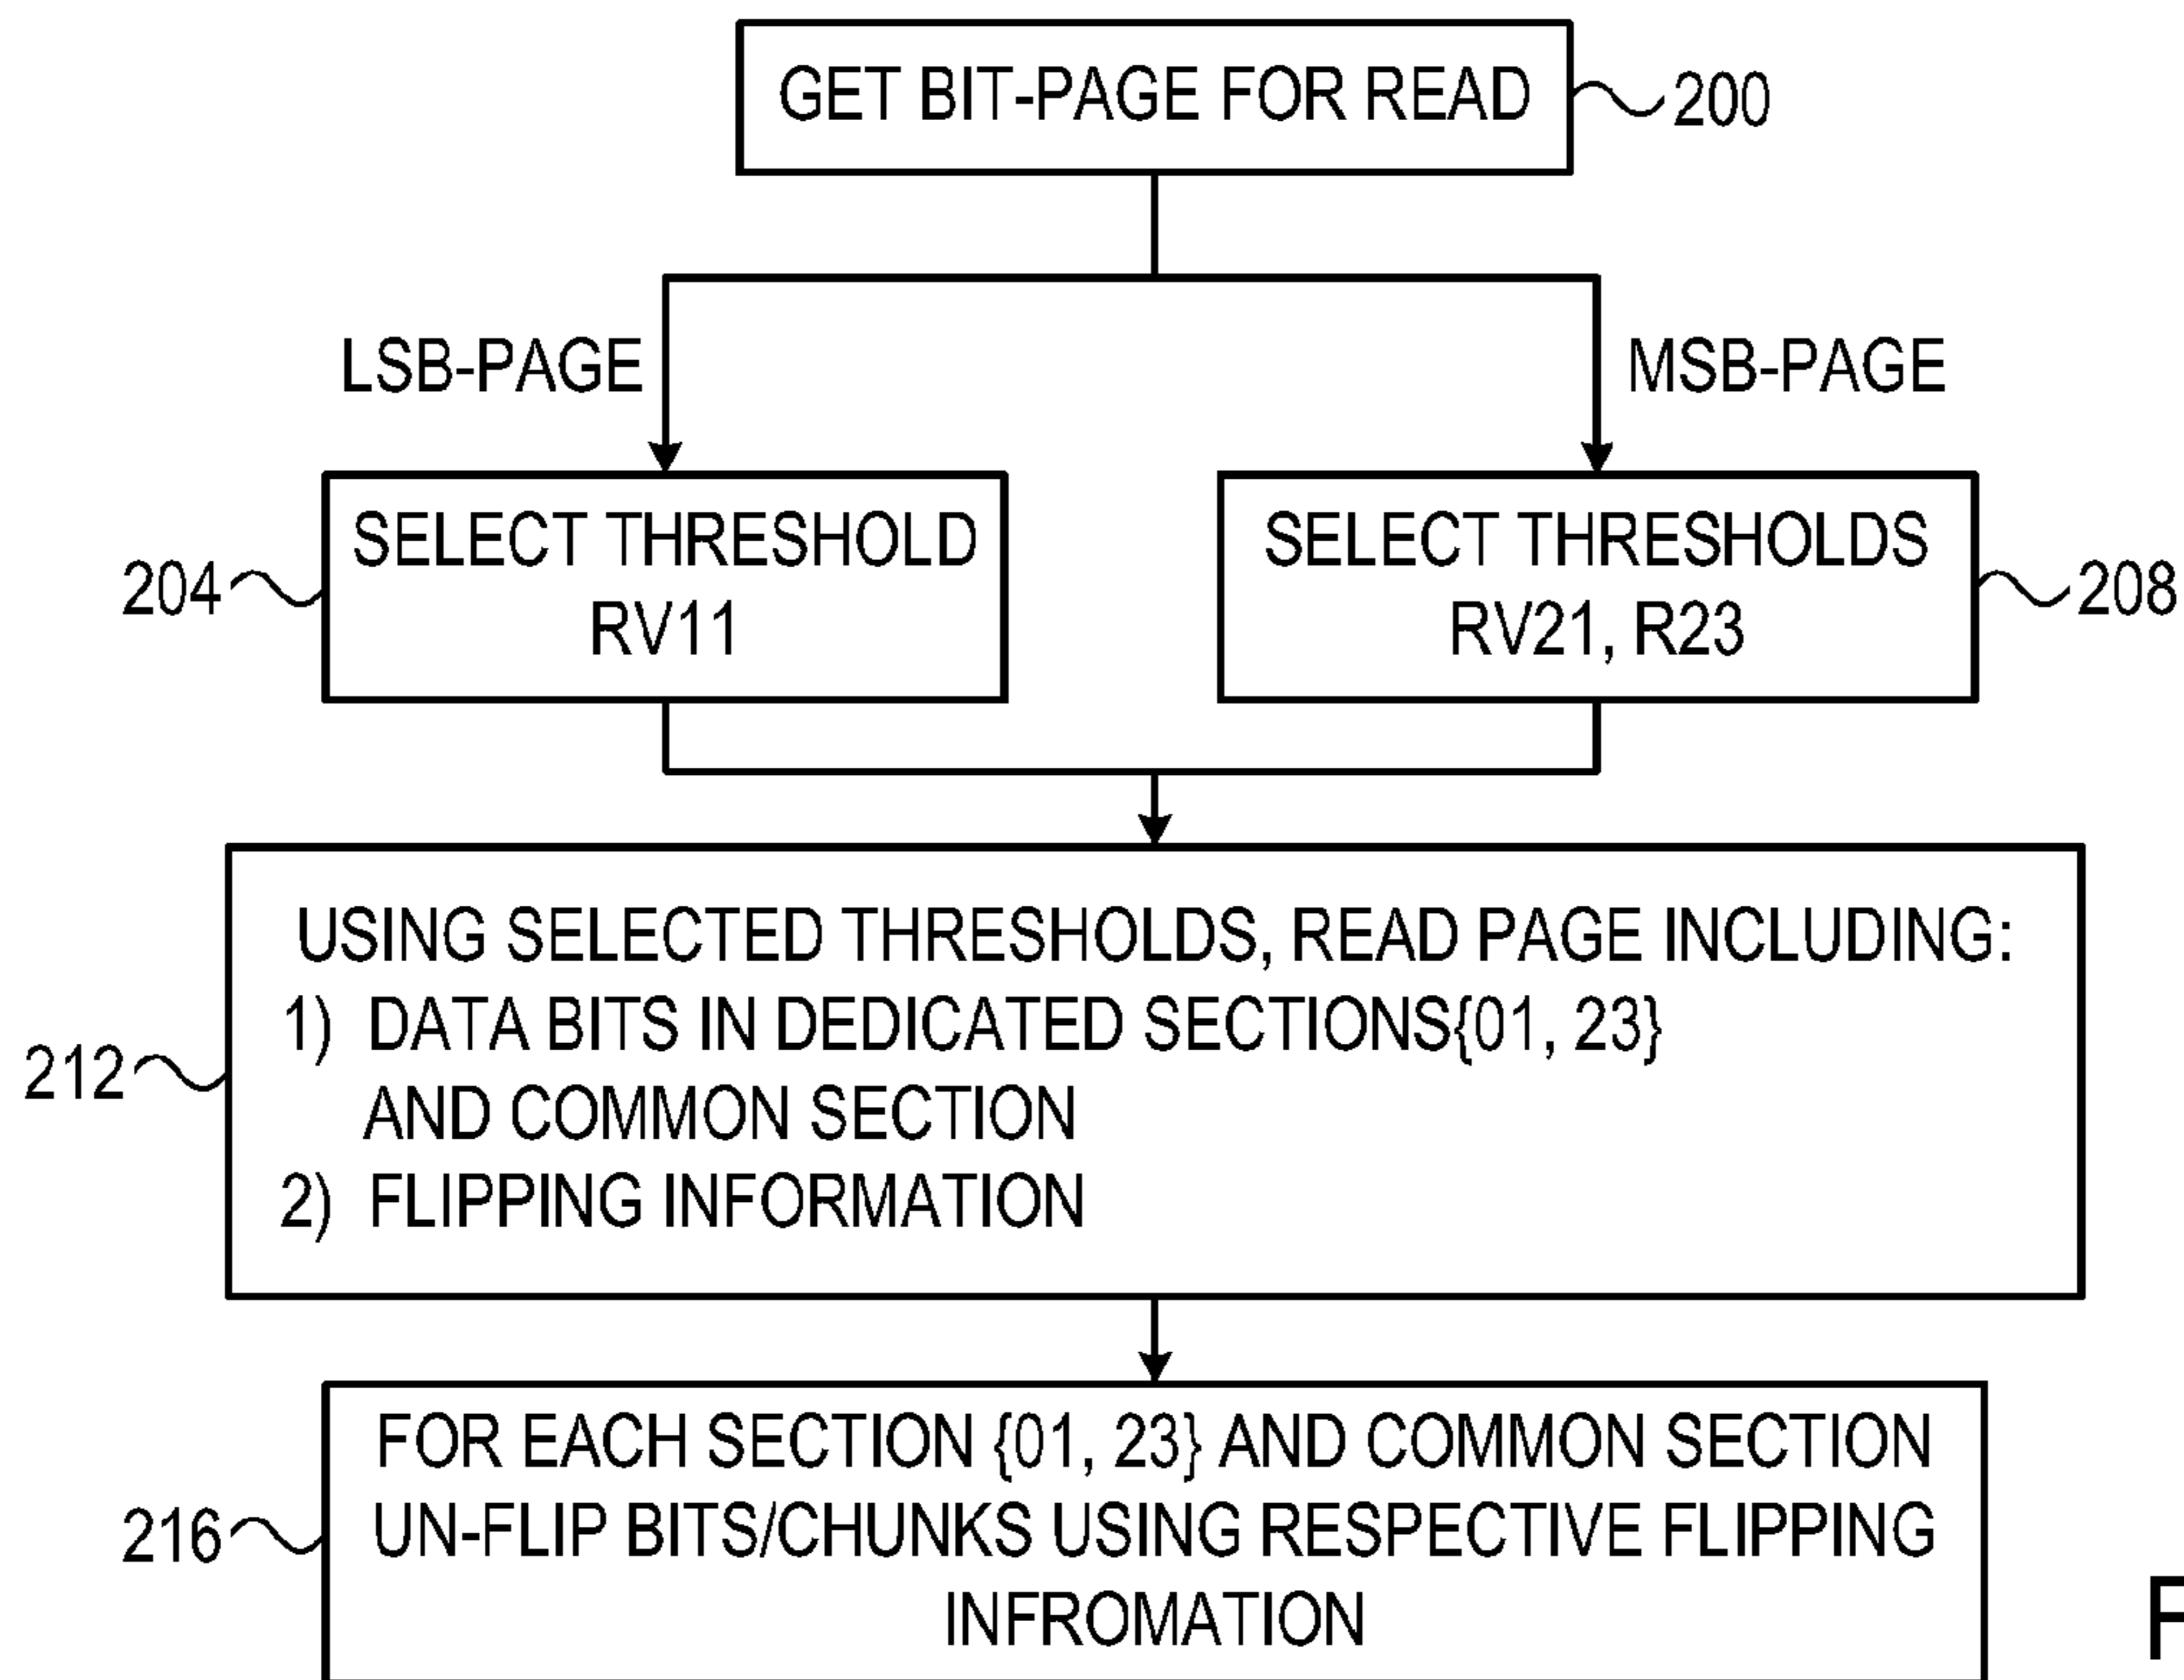 GET BIT-PAGE FOR READ
200
LSB-PAGE
MSB-PAGE
SELECT THRESHOLD
RV11
204
SELECT THRESHOLDS
RV21, R23
208
USING SELECTED THRESHOLDS, READ PAGE INCLUDING:
1) DATA BITS IN DEDICATED SECTIONS{01, 23}
AND COMMON SECTION
2) FLIPPING INFORMATION
212
FOR EACH SECTION {01, 23} AND COMMON SECTION
UN-FLIP BITS/CHUNKS USING RESPECTIVE FLIPPING
INFROMATION
216